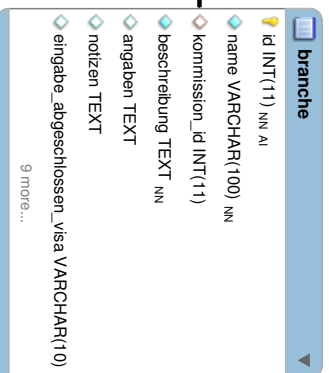 branche
id INT(11) NN AI
name VARCHAR(100) NN
kommission_id INT(11)
beschreibung TEXT NN
angaben TEXT
notizen TEXT
eingabe_abgeschlossen_visa VARCHAR(10)
9 more...